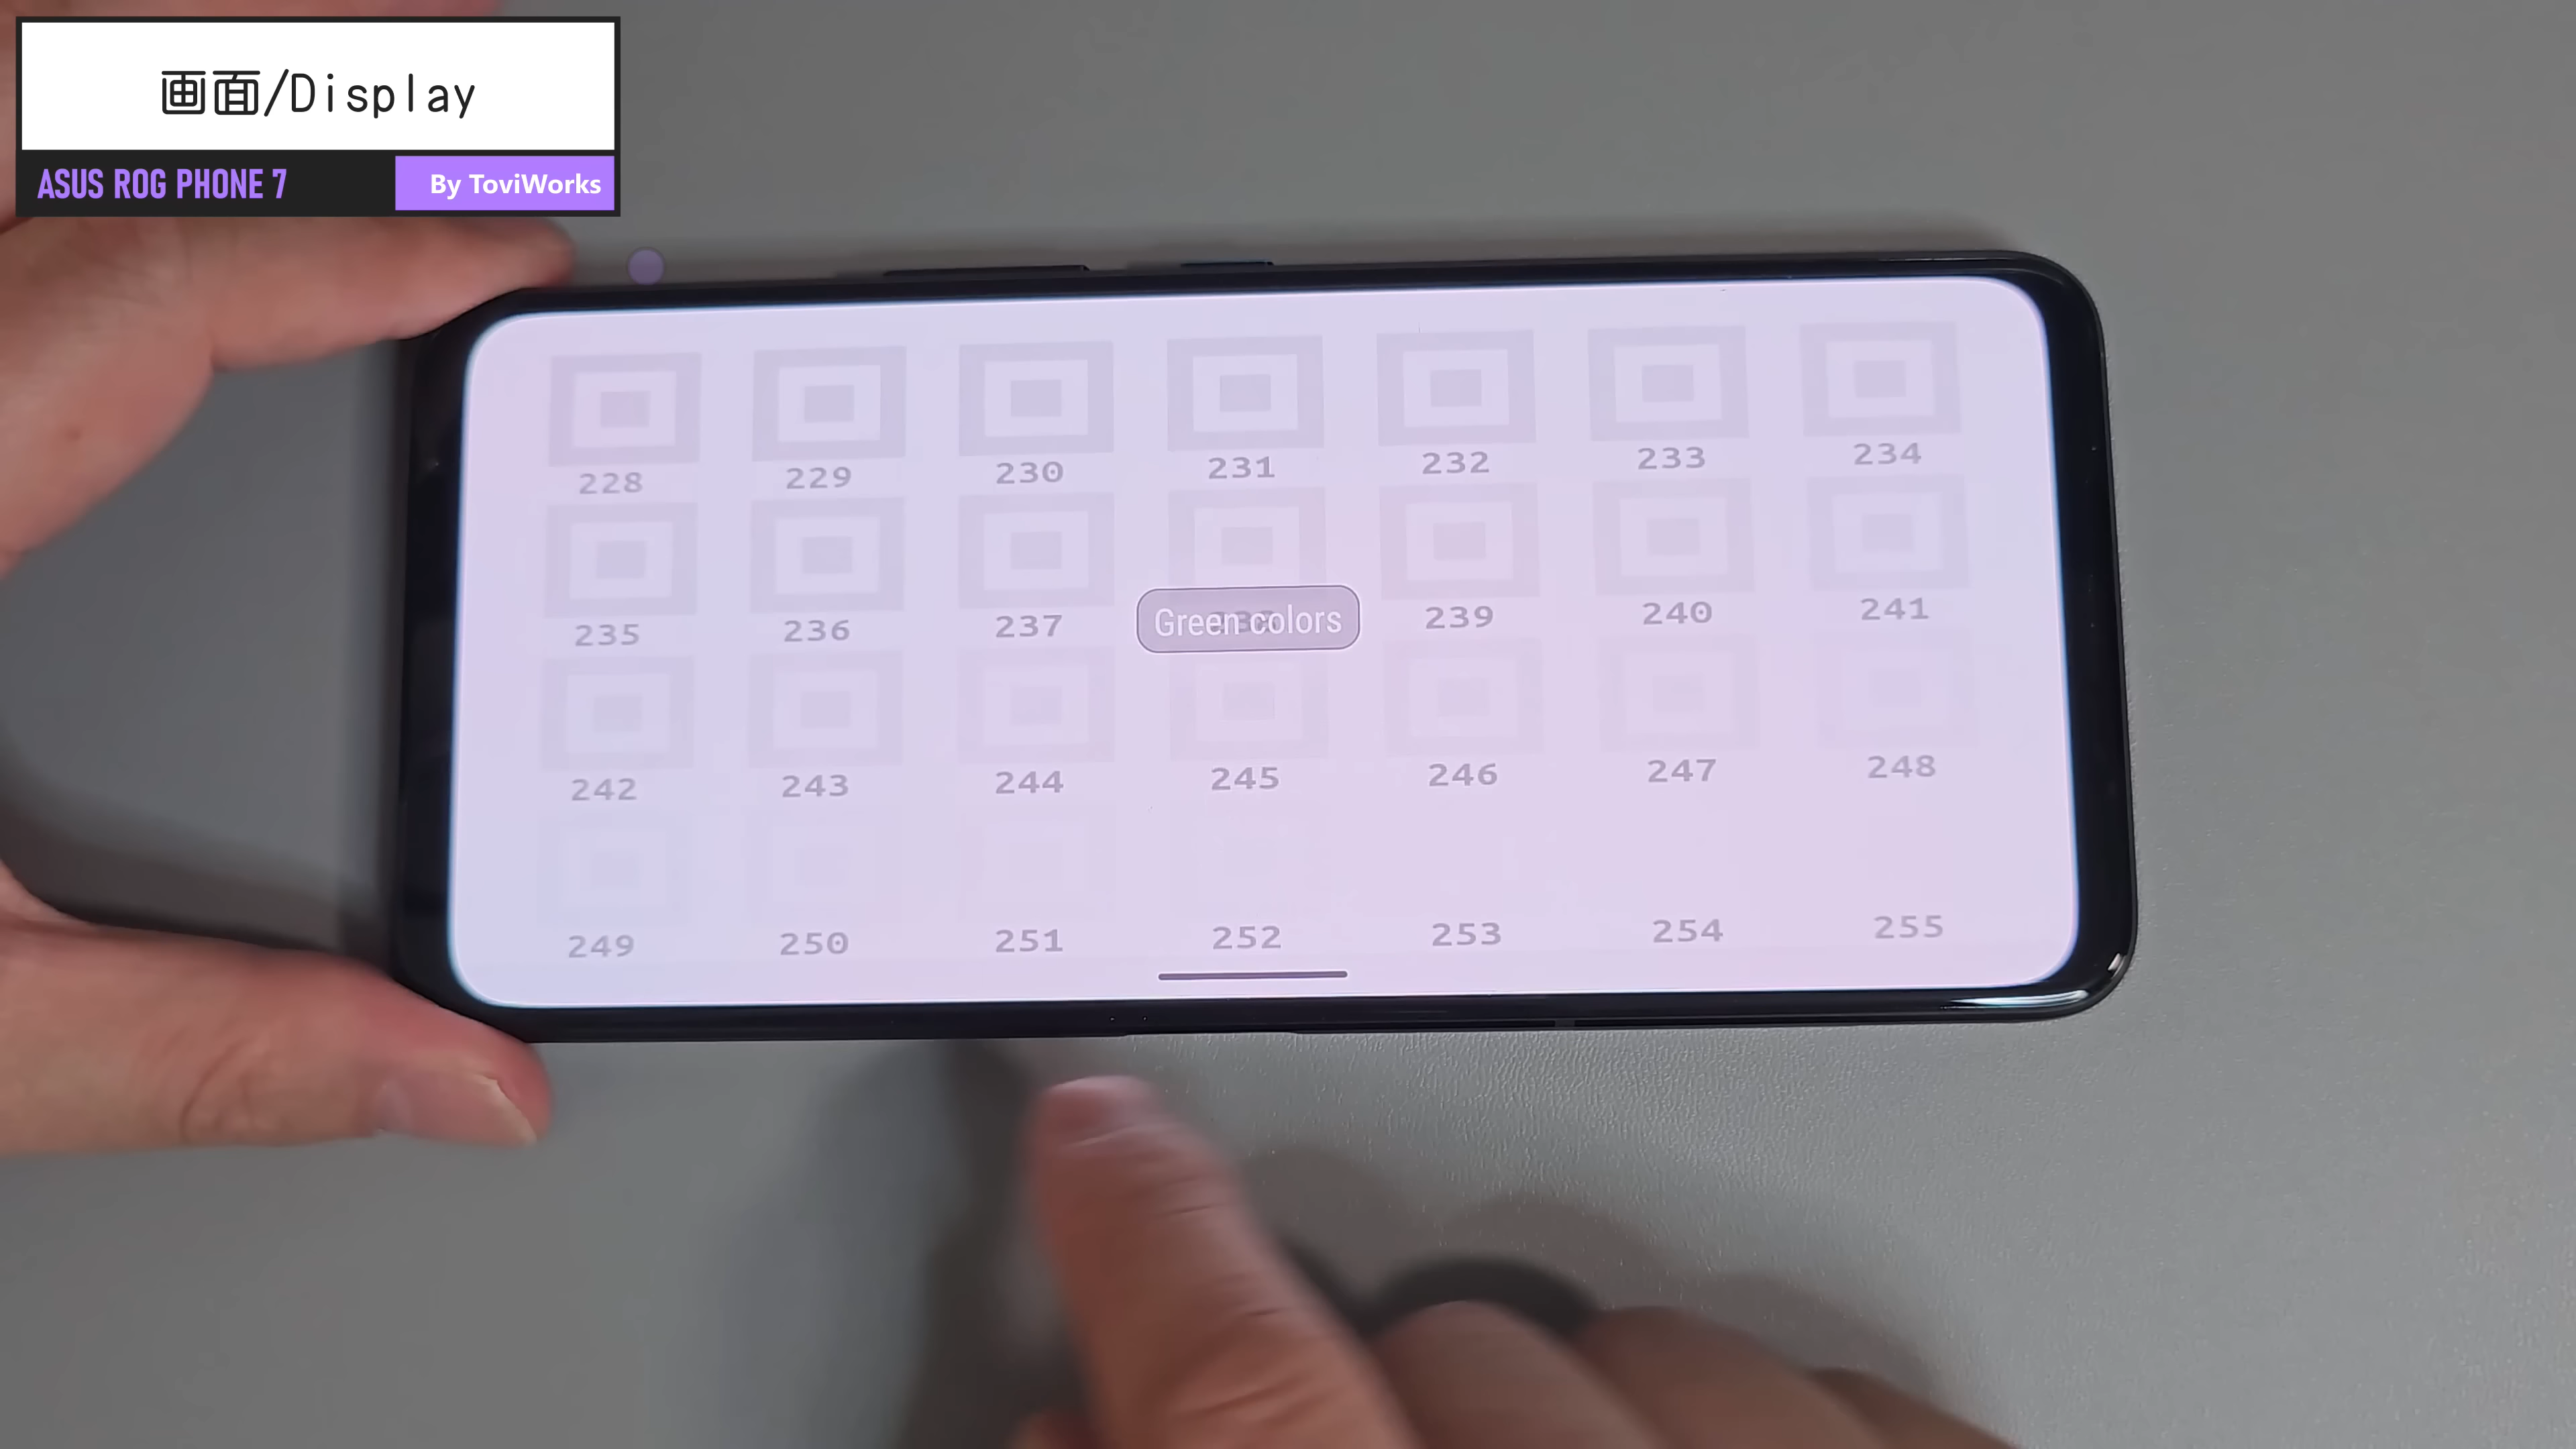 画面/Display
ASUS ROG PHONE 7
By ToviWorks
228 229 230 231 232 233 234
235 236 237 238 239 240 241
Green colors
242 243 244 245 246 247 248
249 250 251 252 253 254 255